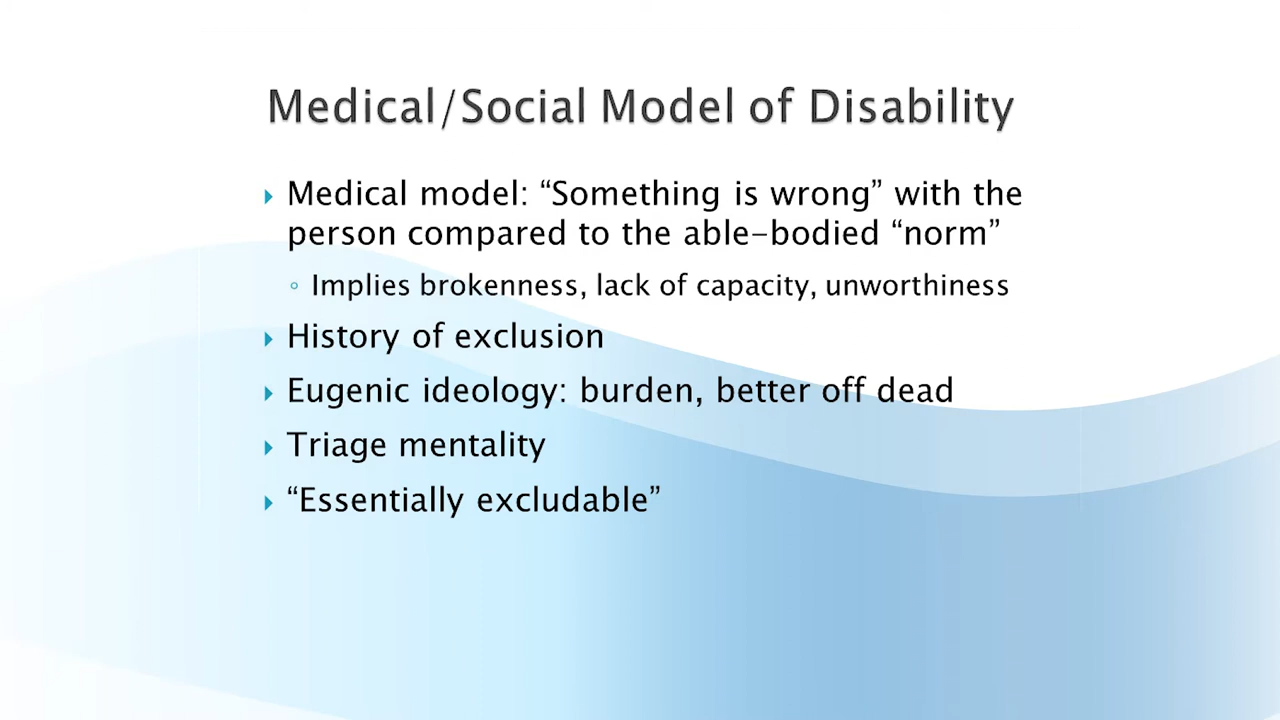 Medical/Social Model of Disability
Medical model: “Something is wrong” with the
person compared to the able-bodied “norm”
Implies brokenness, lack of capacity, unworthiness
History of exclusion
Eugenic ideology: burden, better off dead
Triage mentality
“Essentially excludable”